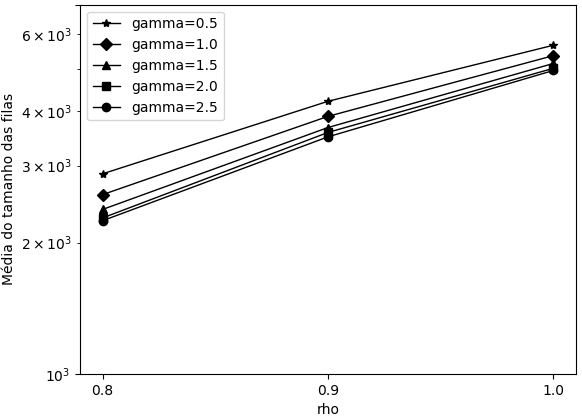 gamma=0.5
gamma=1.0
gamma=1.5
gamma=2.0
gamma=2.5
6 × 10³
4 × 10³
3 × 10³
2 × 10³
10³
Média do tamanho das filas
0.8 0.9 1.0
rho